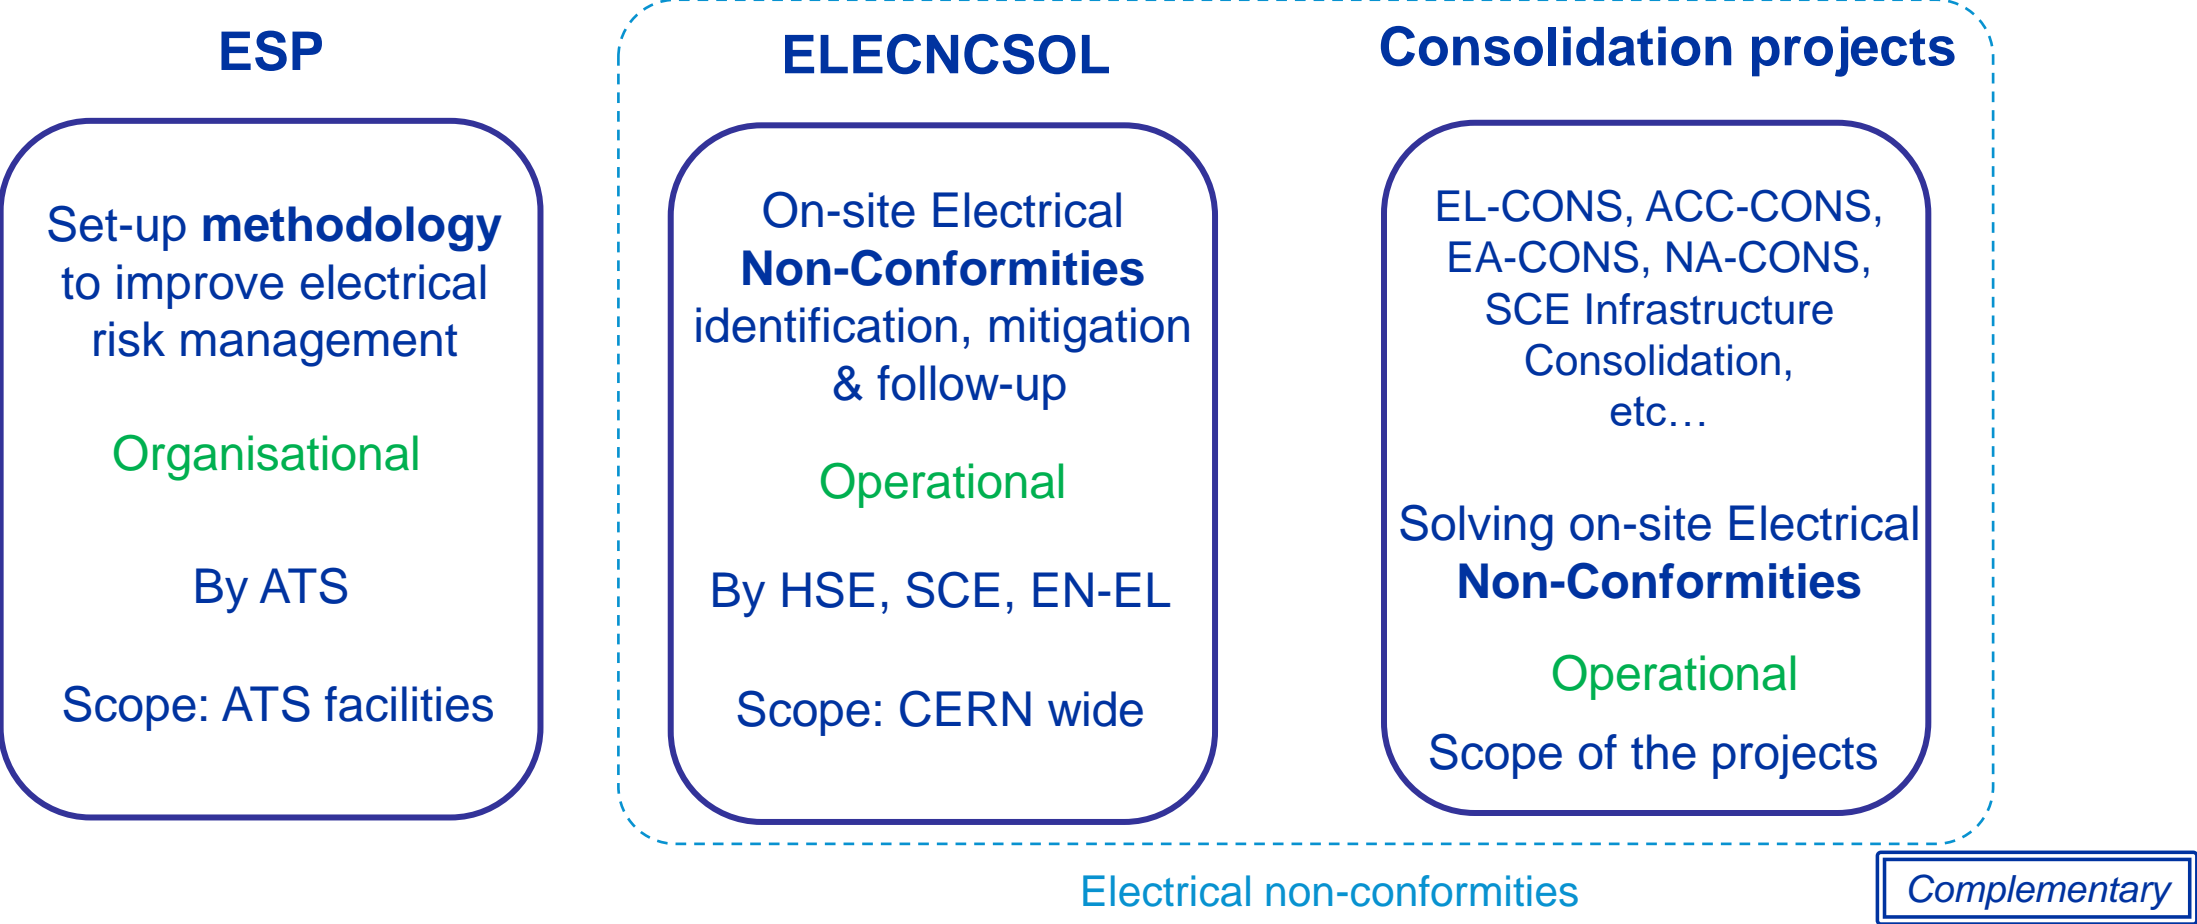 ESP
Set-up methodology
to improve electrical
risk management
Organisational
By ATS
Scope: ATS facilities
ELECNCSOL
On-site Electrical
Non-Conformities
identification, mitigation
& follow-up
Operational
By HSE, SCE, EN-EL
Scope: CERN wide
Consolidation projects
EL-CONS, ACC-CONS,
EA-CONS, NA-CONS,
SCE Infrastructure
Consolidation,
etc…
Solving on-site Electrical
Non-Conformities
Operational
Scope of the projects
Electrical non-conformities
Complementary